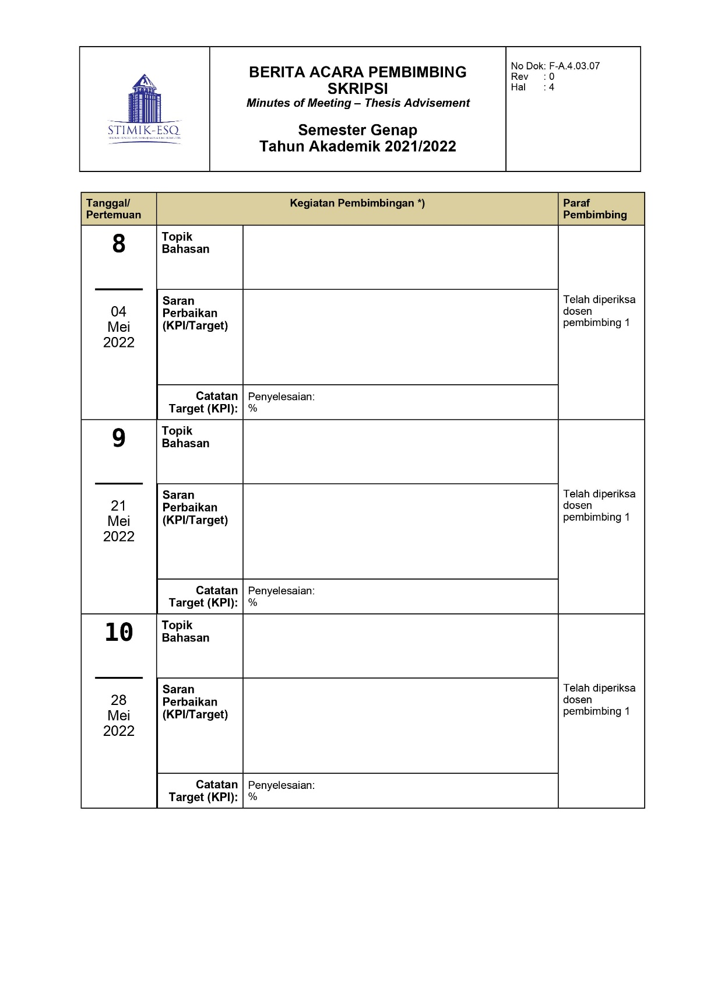 STIMIK-ESQ
BERITA ACARA PEMBIMBING
SKRIPSI
Minutes of Meeting – Thesis Advisement
Semester Genap
Tahun Akademik 2021/2022
No Dok: F-A.4.03.07
Rev : 0
Hal : 4
Tanggal/
Pertemuan
Kegiatan Pembimbingan *)
Paraf
Pembimbing
8
04
Mei
2022
Topik
Bahasan
Saran
Perbaikan
(KPI/Target)
Catatan
Target (KPI):
Penyelesaian:
%
Telah diperiksa
dosen
pembimbing 1
9
21
Mei
2022
Topik
Bahasan
Saran
Perbaikan
(KPI/Target)
Catatan
Target (KPI):
Penyelesaian:
%
Telah diperiksa
dosen
pembimbing 1
10
28
Mei
2022
Topik
Bahasan
Saran
Perbaikan
(KPI/Target)
Catatan
Target (KPI):
Penyelesaian:
%
Telah diperiksa
dosen
pembimbing 1